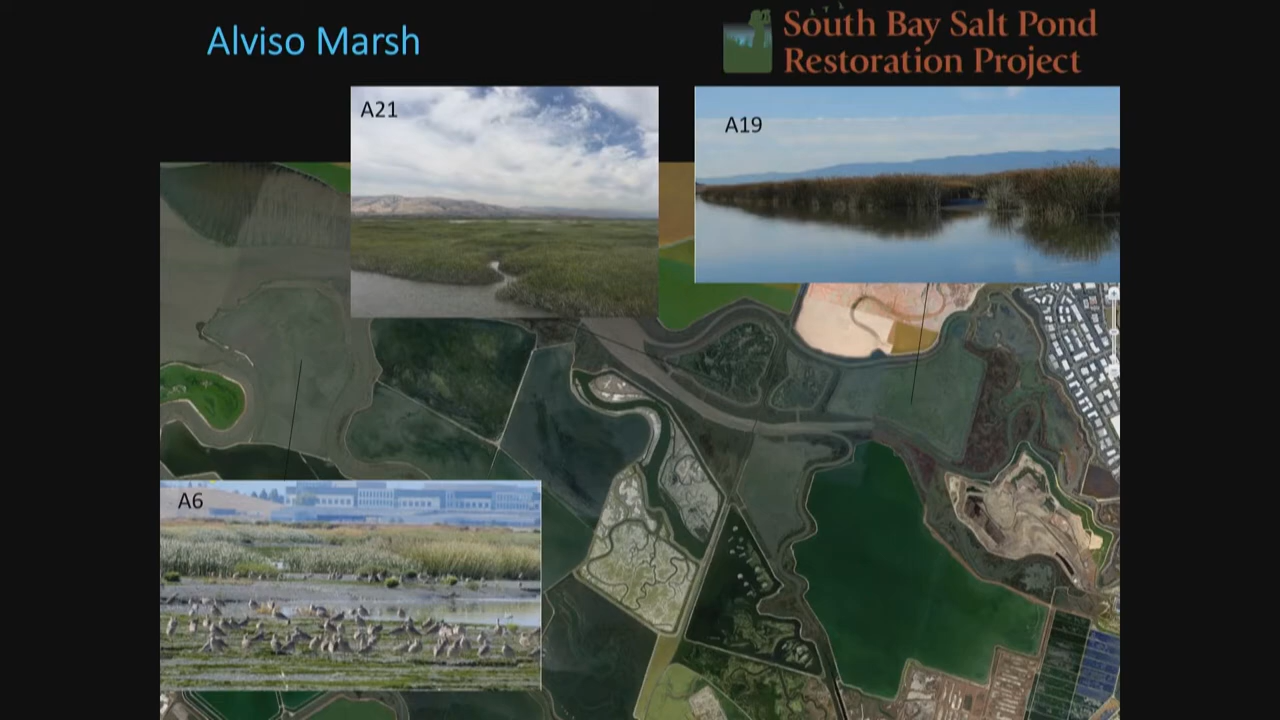 Alviso Marsh
South Bay Salt Pond
Restoration Project
A21
A19
A6